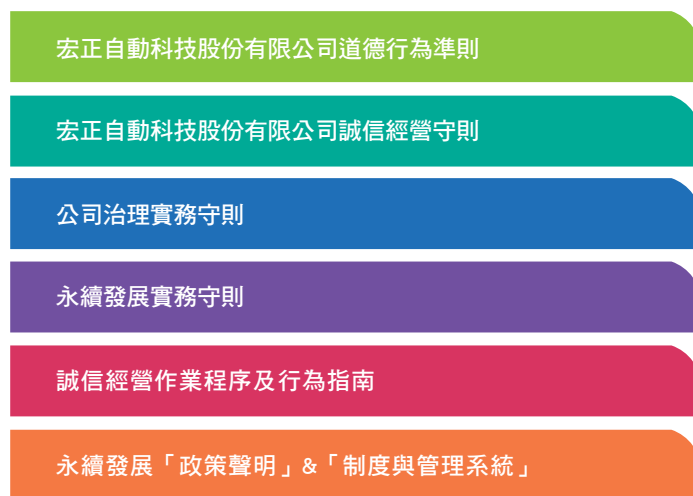 宏正自動科技股份有限公司道德行為準則
宏正自動科技股份有限公司誠信經營守則
公司治理實務守則
永續發展實務守則
誠信經營作業程序及行為指南
永續發展「政策聲明」&「制度與管理系統」